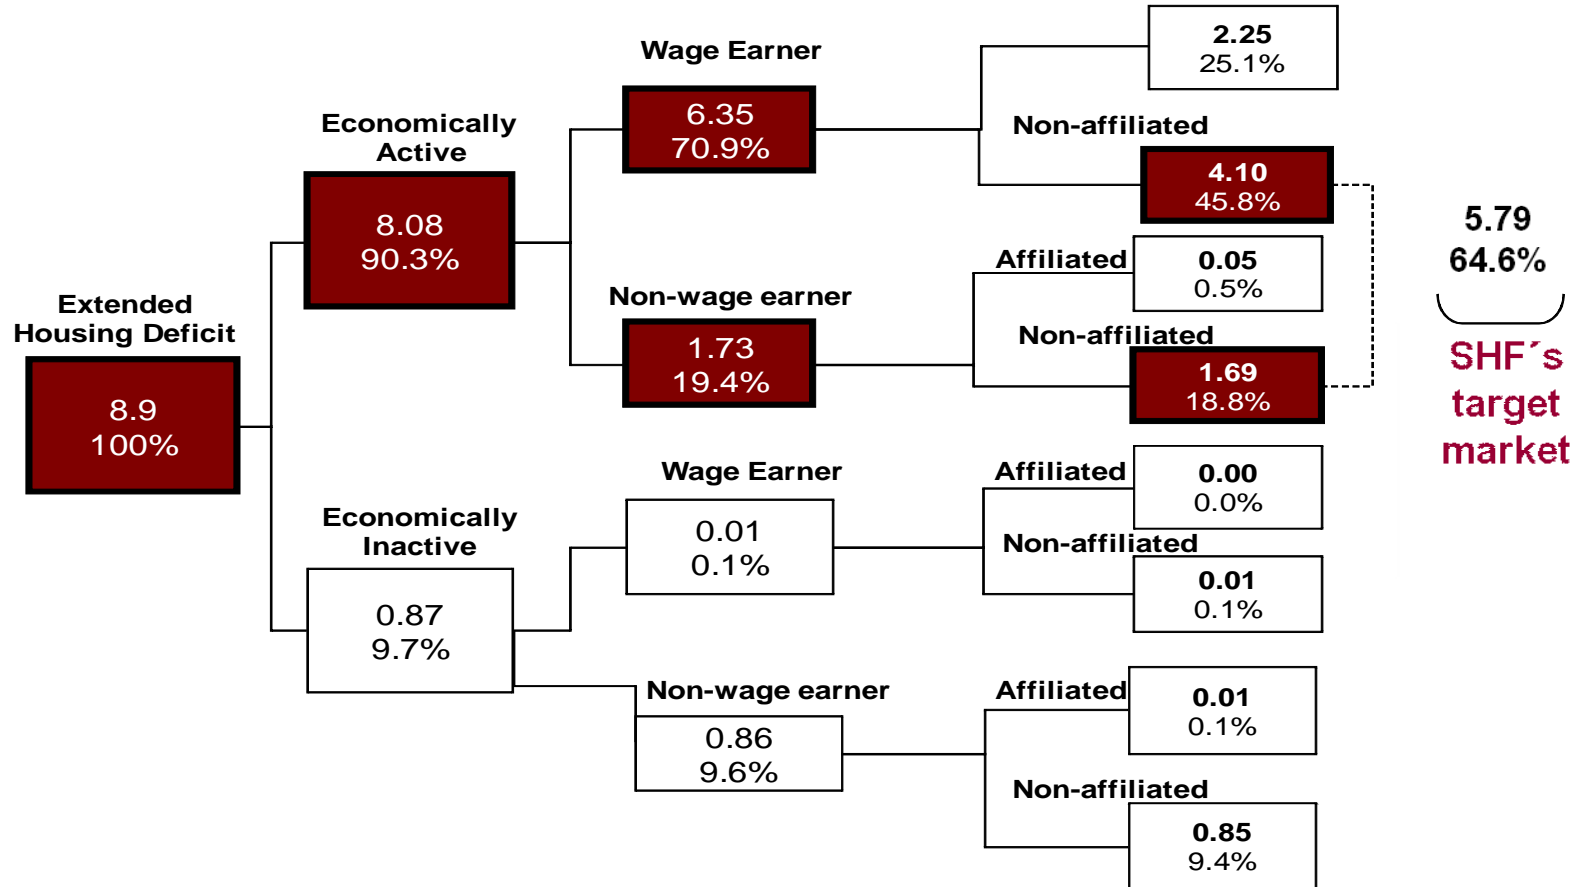 Extended
Housing Deficit
8.9
100%
Economically
Active
8.08
90.3%
Wage Earner
6.35
70.9%
2.25
25.1%
Non-affiliated
4.10
45.8%
Non-wage earner
1.73
19.4%
Affiliated
0.05
0.5%
Non-affiliated
1.69
18.8%
5.79
64.6%
SHF´s
target
market
Economically
Inactive
0.87
9.7%
Wage Earner
0.01
0.1%
Affiliated
0.00
0.0%
Non-affiliated
0.01
0.1%
Non-wage earner
0.86
9.6%
Affiliated
0.01
0.1%
Non-affiliated
0.85
9.4%